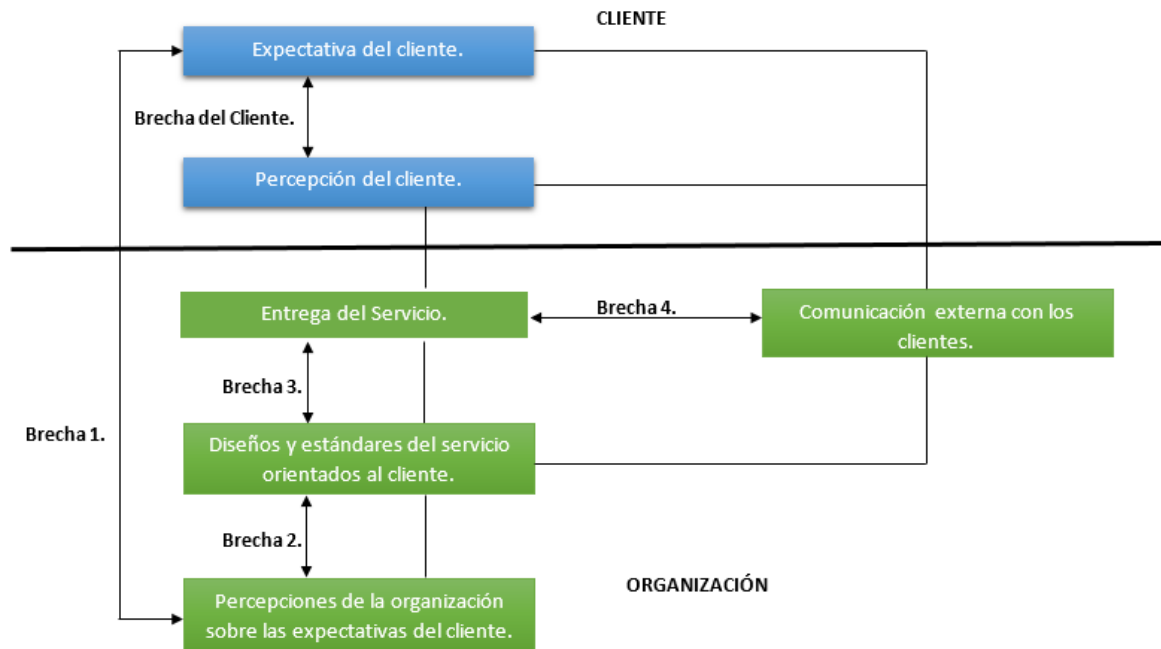 CLIENTE
Expectativa del cliente.
Brecha del Cliente.
Percepción del cliente.
Entrega del Servicio.
Brecha 4.
Comunicación externa con los
clientes.
Brecha 3.
Brecha 1.
Diseños y estándares del servicio
orientados al cliente.
Brecha 2.
ORGANIZACIÓN
Percepciones de la organización
sobre las expectativas del cliente.